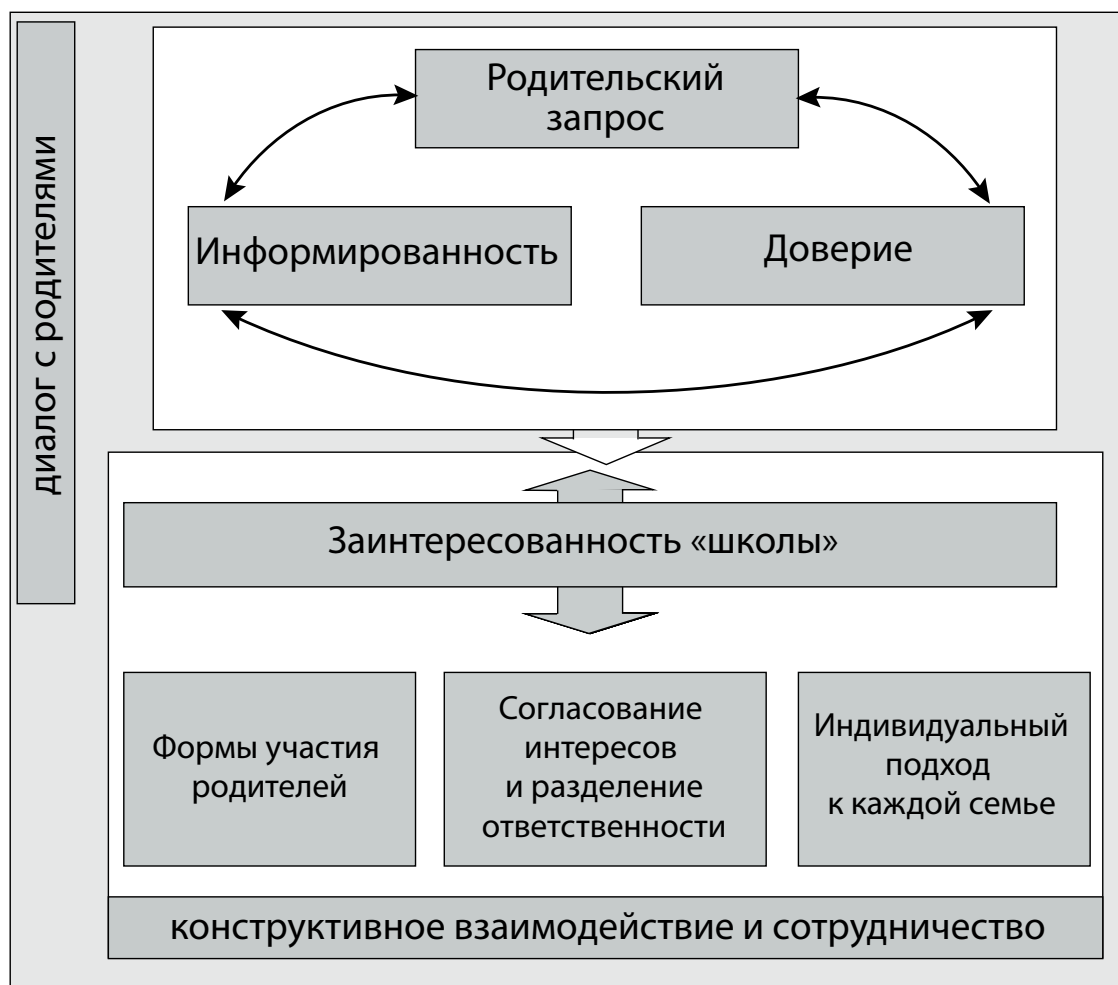 диалог с родителями
Родительский
запрос
Информированность
Доверие
Заинтересованность «школы»
Формы участия
родителей
Согласование
интересов
и разделение
ответственности
Индивидуальный
подход
к каждой семье
конструктивное взаимодействие и сотрудничество